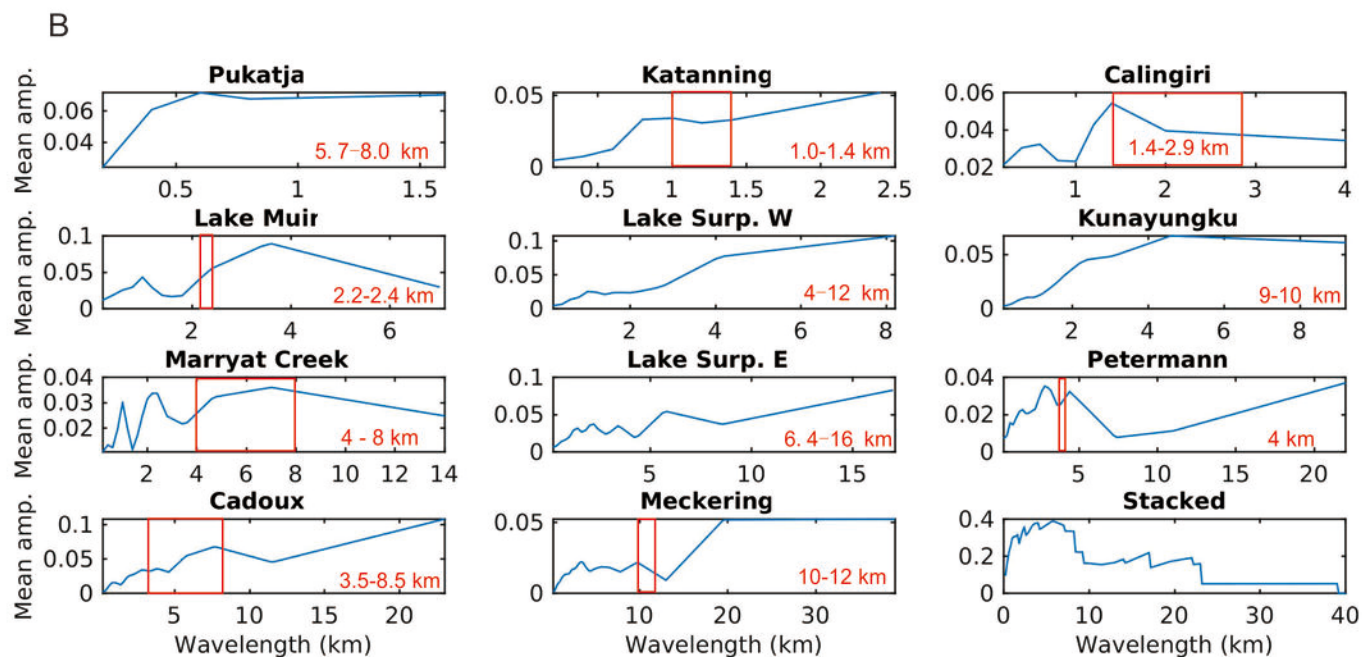 B
Pukatja Katanning Calingiri
Mean amp. 0.06 0.04 5.7-8.0 km 0.5 1 1.5
0.05 0 1.0-1.4 km 0.5 1 1.5 2 2.5
0.06 0.04 0.02 1.4-2.9 km 1 2 3 4
Lake Muir Lake Surp. W Kunayungku
Mean amp. 0.1 0.05 0 2.2-2.4 km 2 4 6
0.1 0.05 0 4-12 km 2 4 6 8
0.05 0 9-10 km 2 4 6 8
Marryat Creek Lake Surp. E Petermann
Mean amp. 0.04 0.03 0.02 4 - 8 km 2 4 6 8 10 12 14
0.1 0.05 0 6.4-16 km 5 10 15
0.04 0.02 0 4 km 5 10 15 20
Cadoux Meckering Stacked
Mean amp. 0.1 0.05 0 3.5-8.5 km 5 10 15 20
0.05 0 10-12 km 10 20 30
0.4 0.2 0 0 5 10 15 20 25 30 35 40
Wavelength (km) Wavelength (km) Wavelength (km)